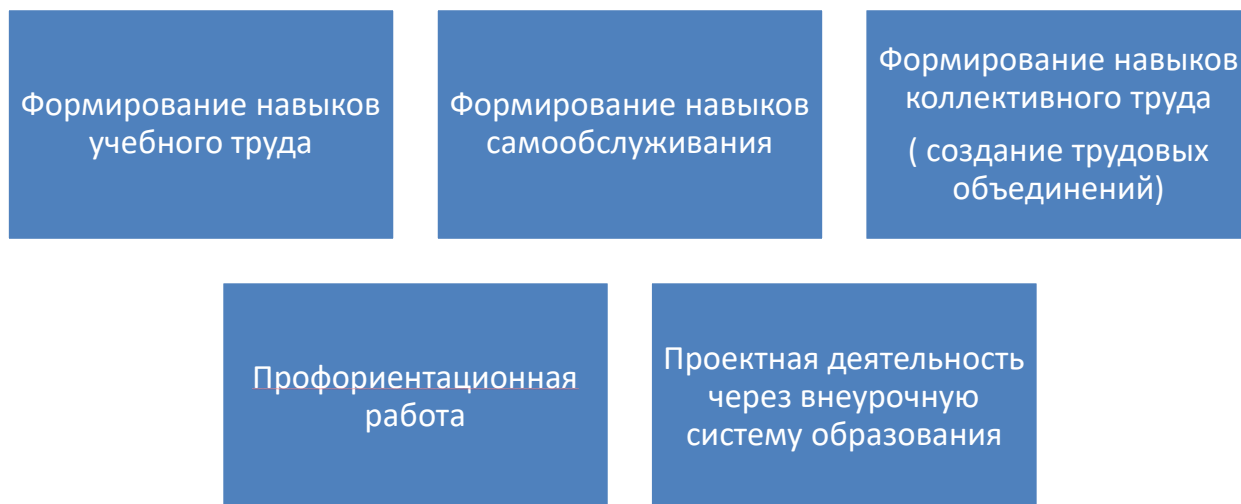 Формирование навыков
учебного труда
Формирование навыков
самообслуживания
Формирование навыков
коллективного труда
( создание трудовых
объединений)
Профориентационная
работа
Проектная деятельность
через внеурочную
систему образования